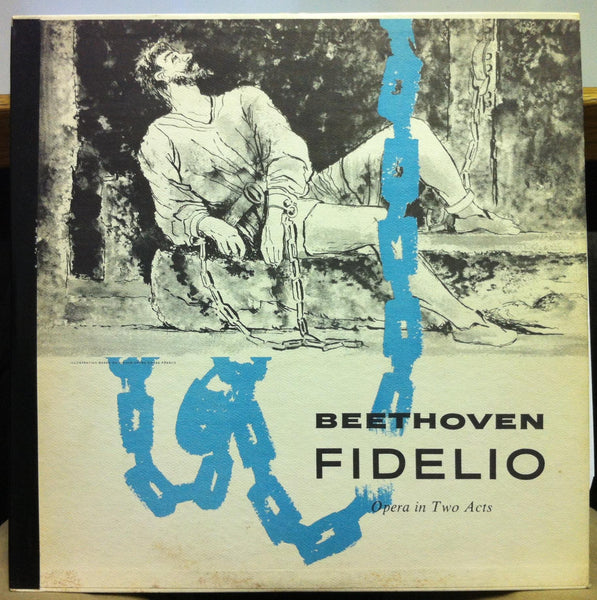 BEETHOVEN
FIDELIO
Opera in Two Acts